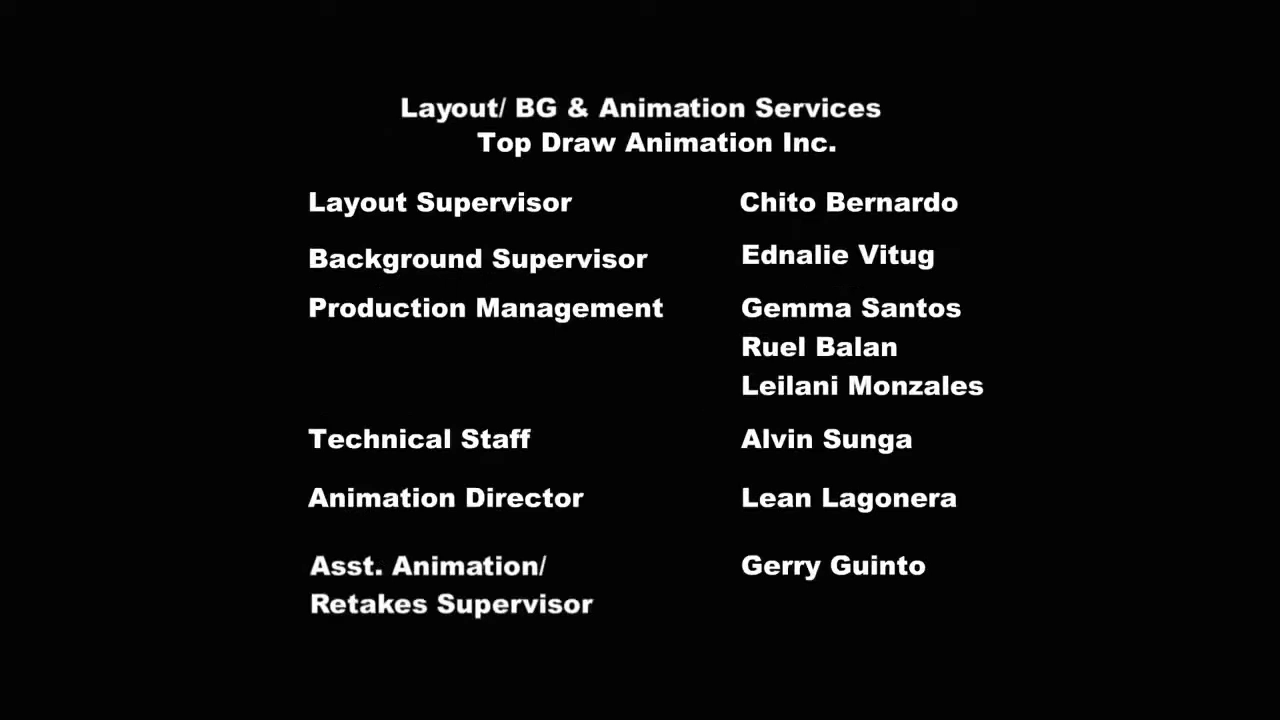 Layout/ BG & Animation Services
Top Draw Animation Inc.
Layout Supervisor Chito Bernardo
Background Supervisor Ednalie Vitug
Production Management Gemma Santos
Ruel Balan
Leilani Monzales
Technical Staff Alvin Sunga
Animation Director Lean Lagonera
Asst. Animation/ Gerry Guinto
Retakes Supervisor